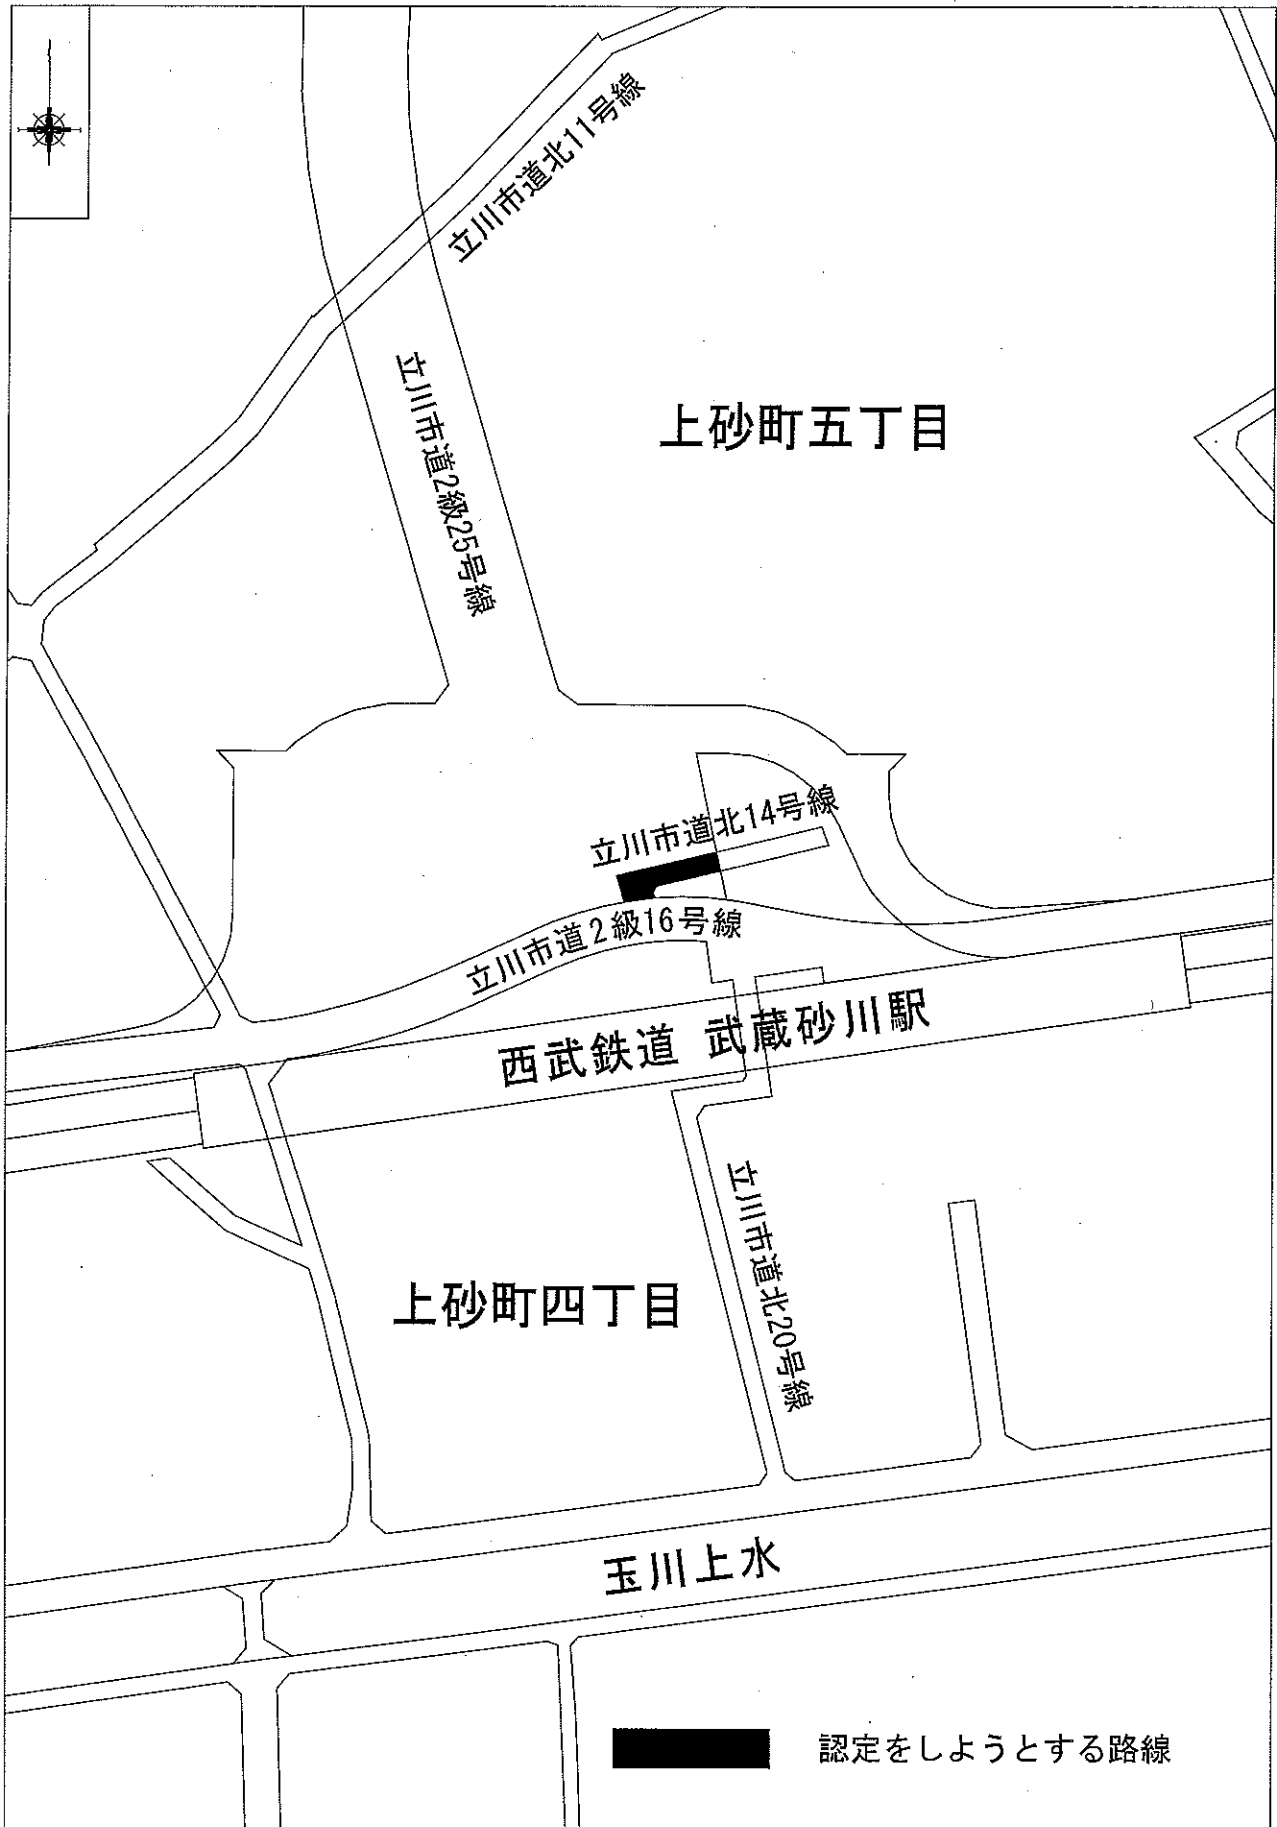 立川市道北11号線
立川市道2級25号線
上砂町五丁目
立川市道北14号線
立川市道2級16号線
西武鉄道 武蔵砂川駅
立川市道北20号線
上砂町四丁目
玉川上水
認定をしようとする路線